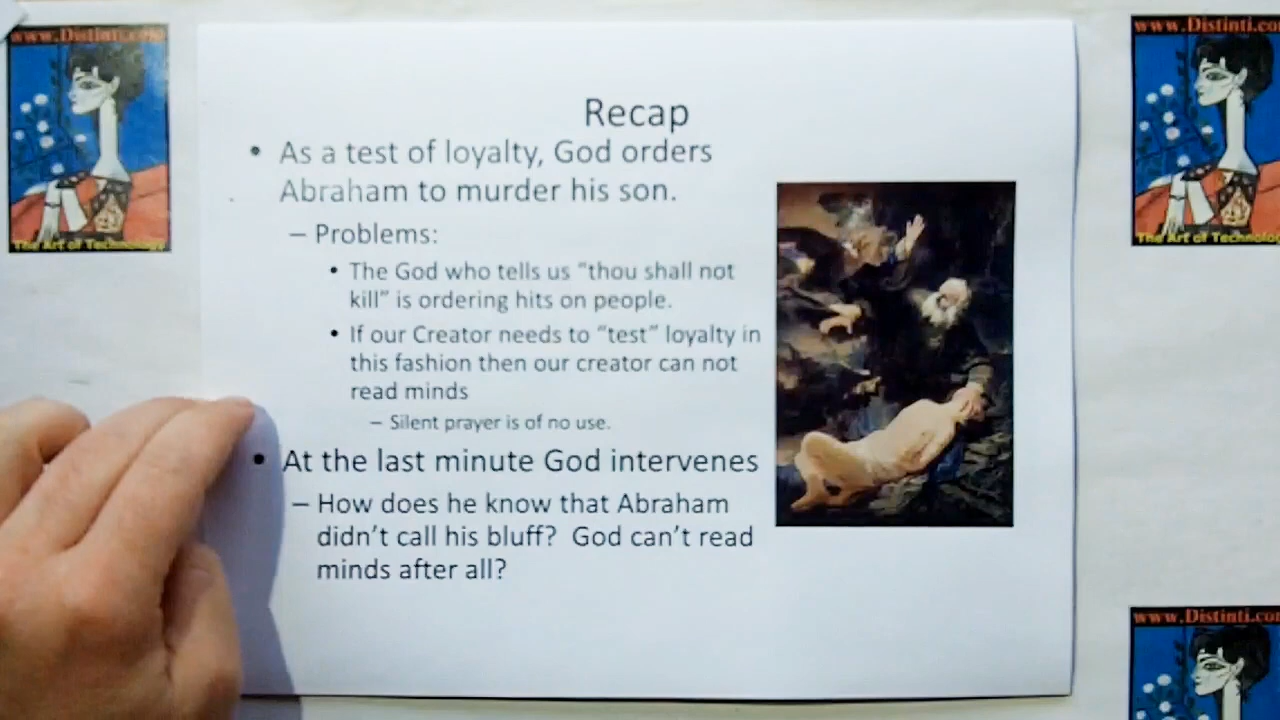 www.Distinti.com
The Art of Technology
Recap
• As a test of loyalty, God orders
Abraham to murder his son.
– Problems:
• The God who tells us “thou shall not
kill” is ordering hits on people.
• If our Creator needs to “test” loyalty in
this fashion then our creator can not
read minds
– Silent prayer is of no use.
• At the last minute God intervenes
– How does he know that Abraham
didn’t call his bluff?  God can’t read
minds after all?
www.Distinti.co
The Art of Technolog
www.Distinti.co